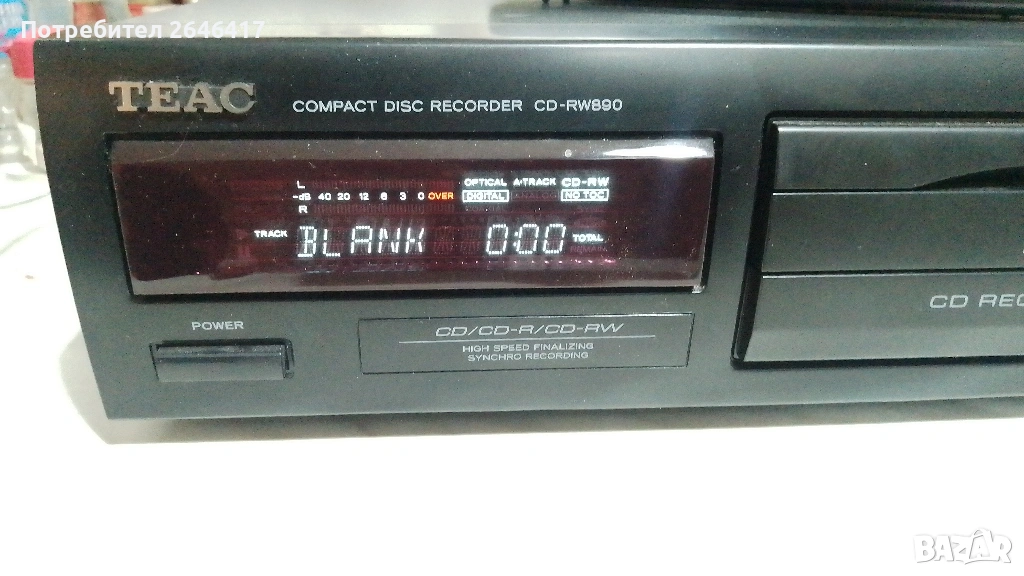 Потребител 2646417
TEAC COMPACT DISC RECORDER CD-RW890
L OPTICAL A·TRACK CD-RW
-dB 40 20 12 6 3 0 OVER DIGITAL NO TOC
R
TRACK BLANK 0:00 TOTAL
POWER
CD/CD-R/CD-RW
HIGH SPEED FINALIZING
SYNCHRO RECORDING
CD REC
BAZAR